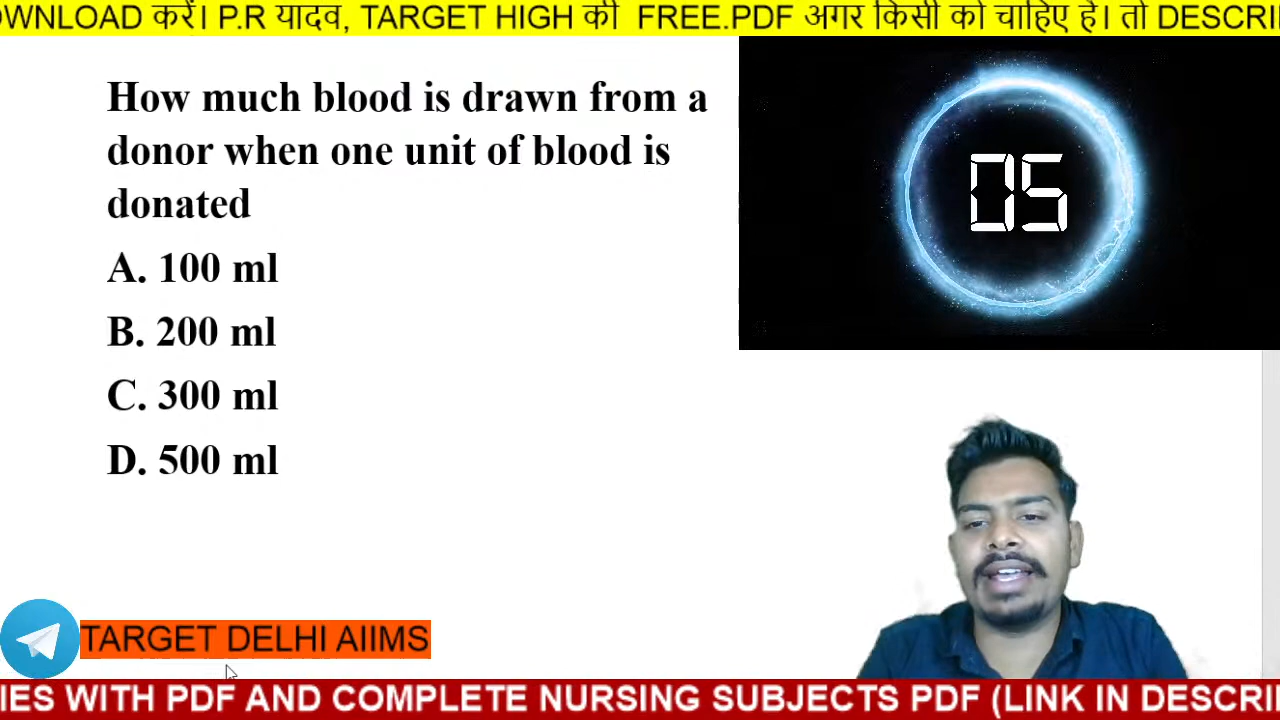 OWNLOAD करें। P.R यादव, TARGET HIGH की FREE.PDF अगर किसी को चाहिए है। तो DESCRI
How much blood is drawn from a
donor when one unit of blood is
donated
05
A. 100 ml
B. 200 ml
C. 300 ml
D. 500 ml
TARGET DELHI AIIMS
IES WITH PDF AND COMPLETE NURSING SUBJECTS PDF (LINK IN DESCRI